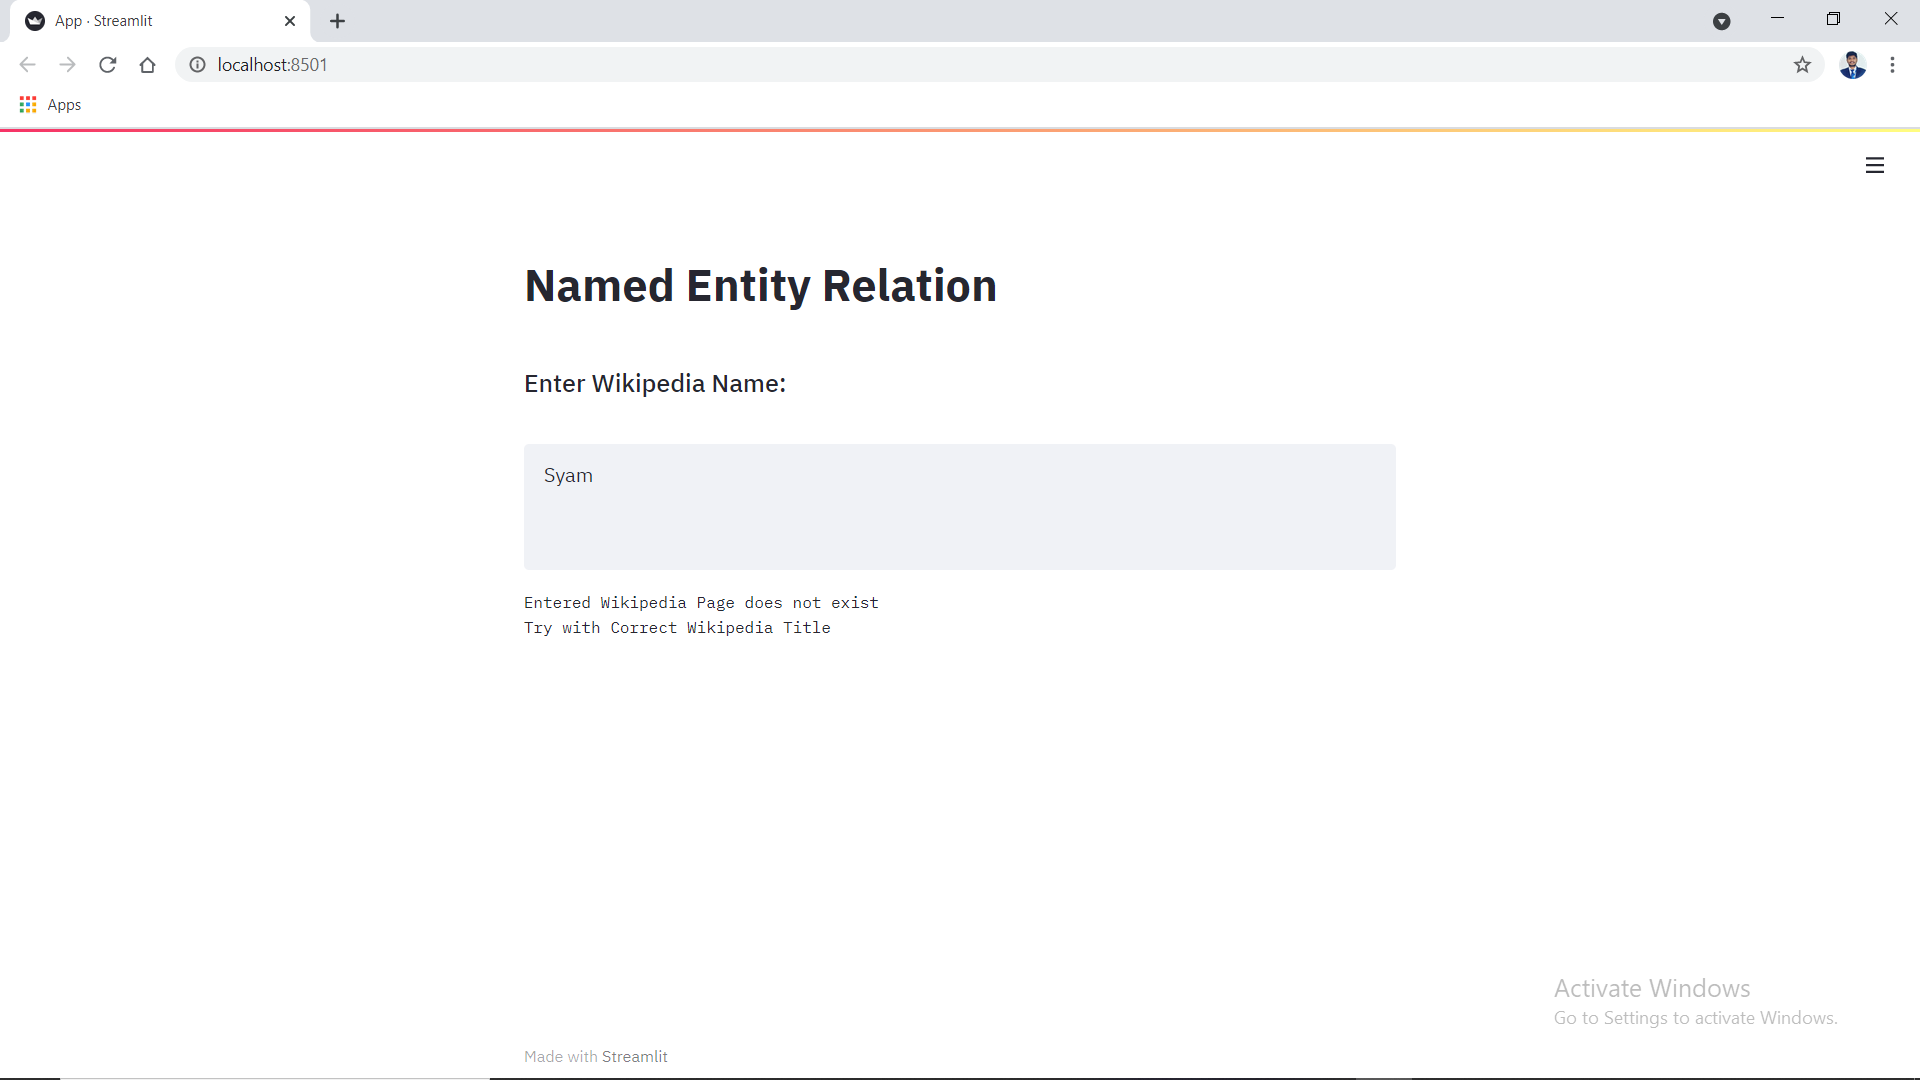 App · Streamlit
localhost:8501
Apps
Named Entity Relation
Enter Wikipedia Name:
Syam
Entered Wikipedia Page does not exist
Try with Correct Wikipedia Title
Activate Windows
Go to Settings to activate Windows.
Made with Streamlit